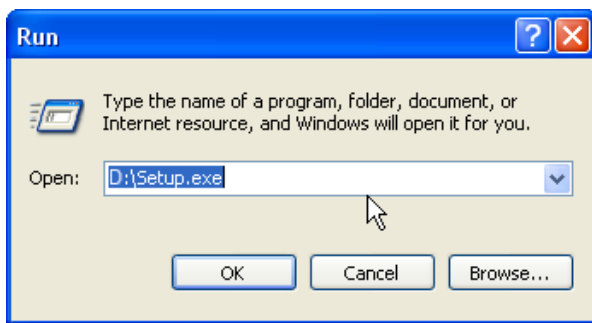 Run
Type the name of a program, folder, document, or
Internet resource, and Windows will open it for you.
Open: D:\Setup.exe
OK Cancel Browse...